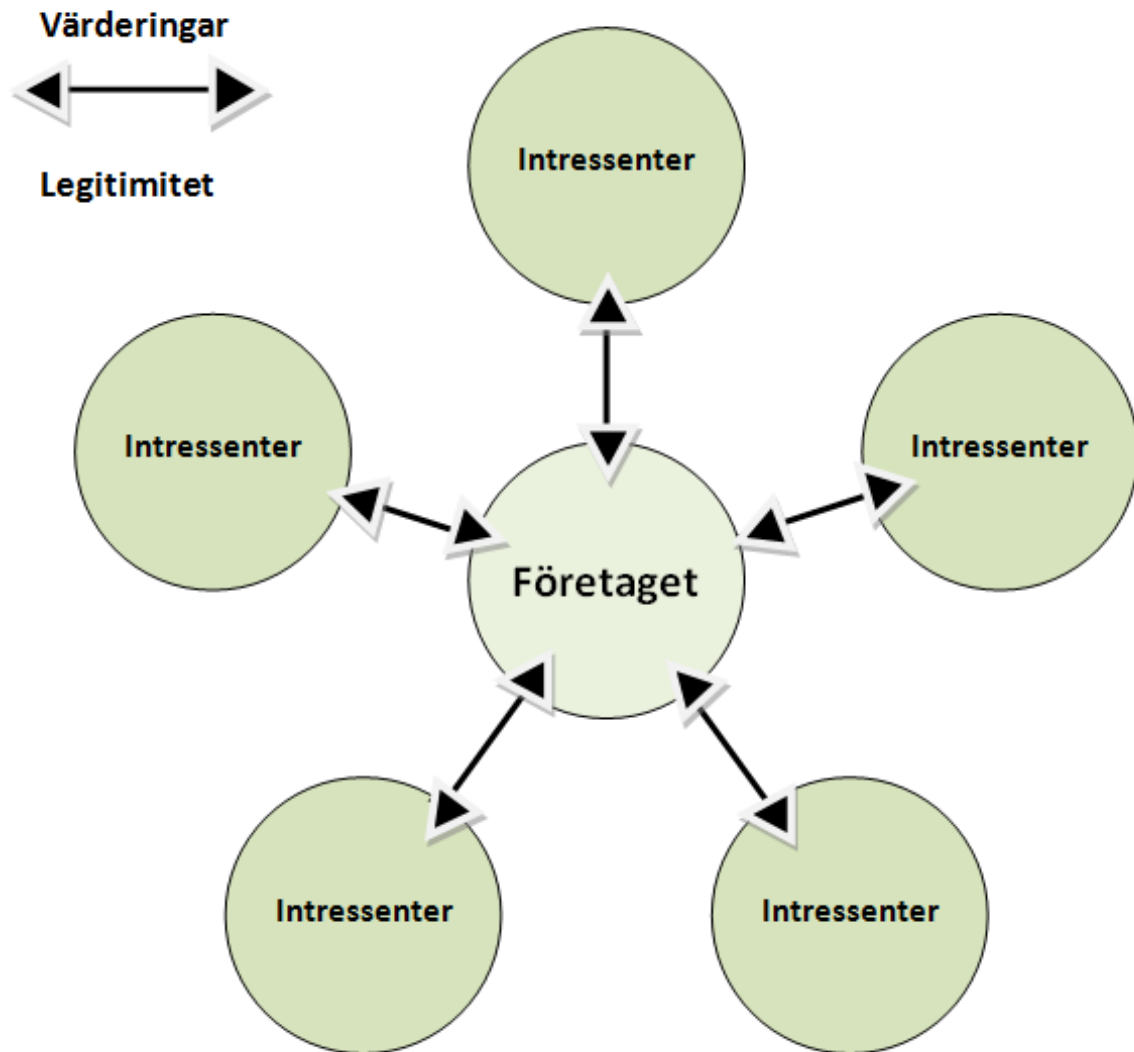 Värderingar
Legitimitet
Intressenter
Intressenter
Intressenter
Företaget
Intressenter
Intressenter